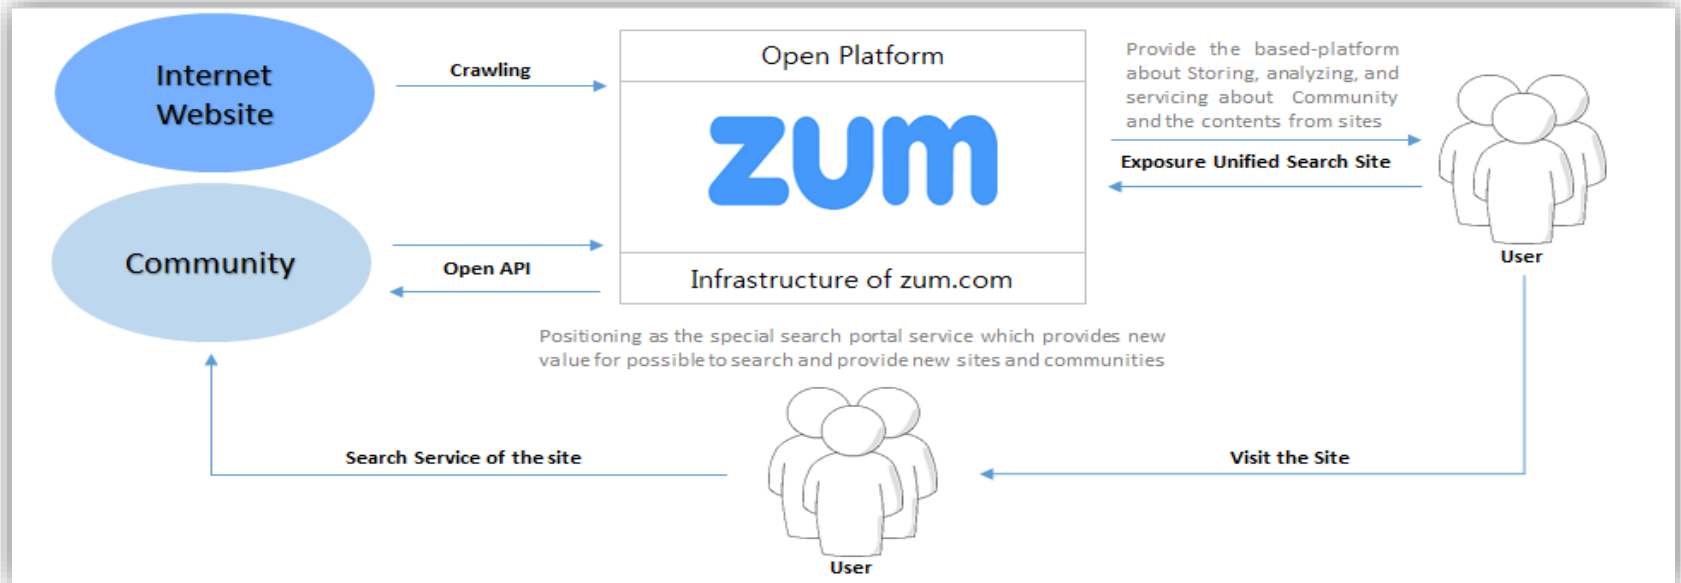 Internet
Website
Crawling
Open Platform
zum
Infrastructure of zum.com
Provide the based-platform
about Storing, analyzing, and
servicing about Community
and the contents from sites
Exposure Unified Search Site
User
Community
Open API
Positioning as the special search portal service which provides new
value for possible to search and provide new sites and communities
Search Service of the site
Visit the Site
User